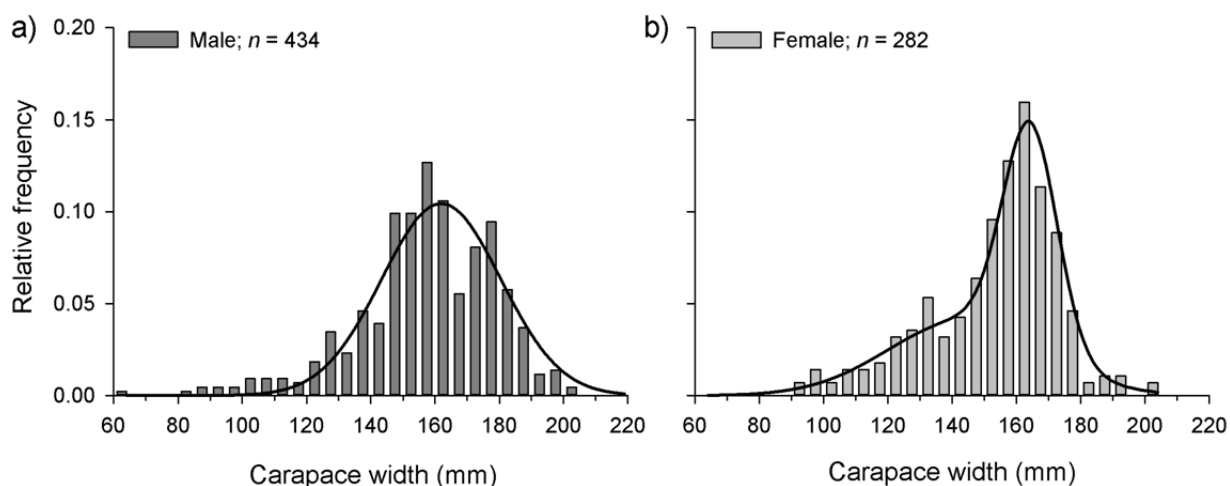 a)
Male; n = 434
b)
Female; n = 282
Relative frequency
0.20
0.15
0.10
0.05
0.00
60 80 100 120 140 160 180 200 220
60 80 100 120 140 160 180 200 220
Carapace width (mm)
Carapace width (mm)